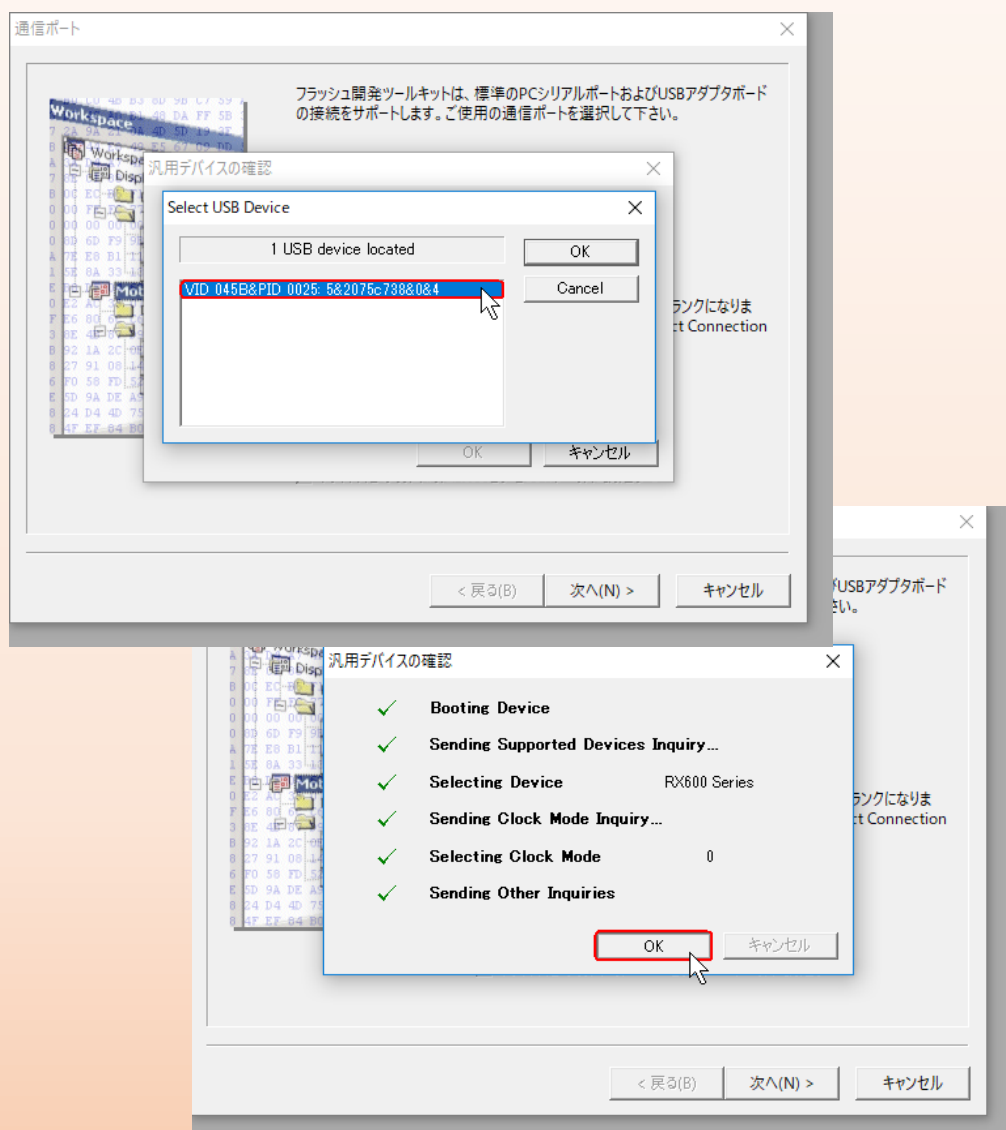 通信ポート
フラッシュ開発ツールキットは、標準のPCシリアルポートおよびUSBアダプタボード
の接続をサポートします。ご使用の通信ポートを選択して下さい。
Workspace
Workspa
Disp
汎用デバイスの確認
Select USB Device
1 USB device located
OK
VID 045B&PID 0025: 5&2075c738&0&4
Cancel
Mot
ランクになりま
ct Connection
OK
キャンセル
< 戻る(B)
次へ(N) >
キャンセル
USBアダプタボード
さい。
Disp
汎用デバイスの確認
Booting Device
Sending Supported Devices Inquiry...
Selecting Device
RX600 Series
Sending Clock Mode Inquiry...
Selecting Clock Mode
0
Sending Other Inquiries
Mot
ランクになりま
ct Connection
OK
キャンセル
< 戻る(B)
次へ(N) >
キャンセル